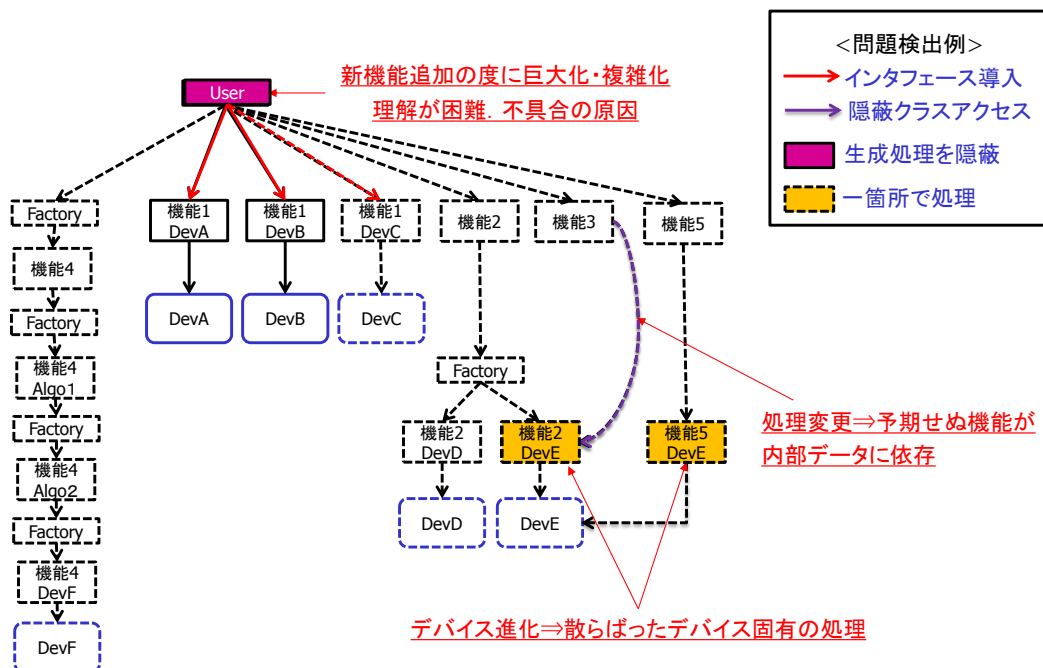 <問題検出例>
インタフェース導入
隠蔽クラスアクセス
生成処理を隠蔽
一箇所で処理
新機能追加の度に巨大化・複雑化
理解が困難. 不具合の原因
User
Factory
機能1
DevA
機能1
DevB
機能1
DevC
機能2
機能3
機能5
機能4
DevA
DevB
DevC
Factory
機能4
Algo1
Factory
Factory
機能2
DevD
機能2
DevE
機能5
DevE
処理変更⇒予期せぬ機能が
内部データに依存
機能4
Algo2
DevD
DevE
Factory
機能4
DevF
デバイス進化⇒散らばったデバイス固有の処理
DevF